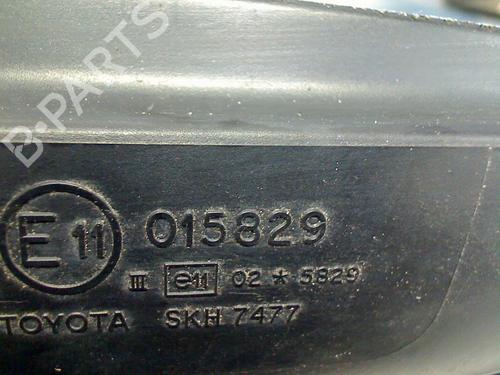 B-PARTS
E 11 015829
III e11 02 * 5829
TOYOTA SKH 7477